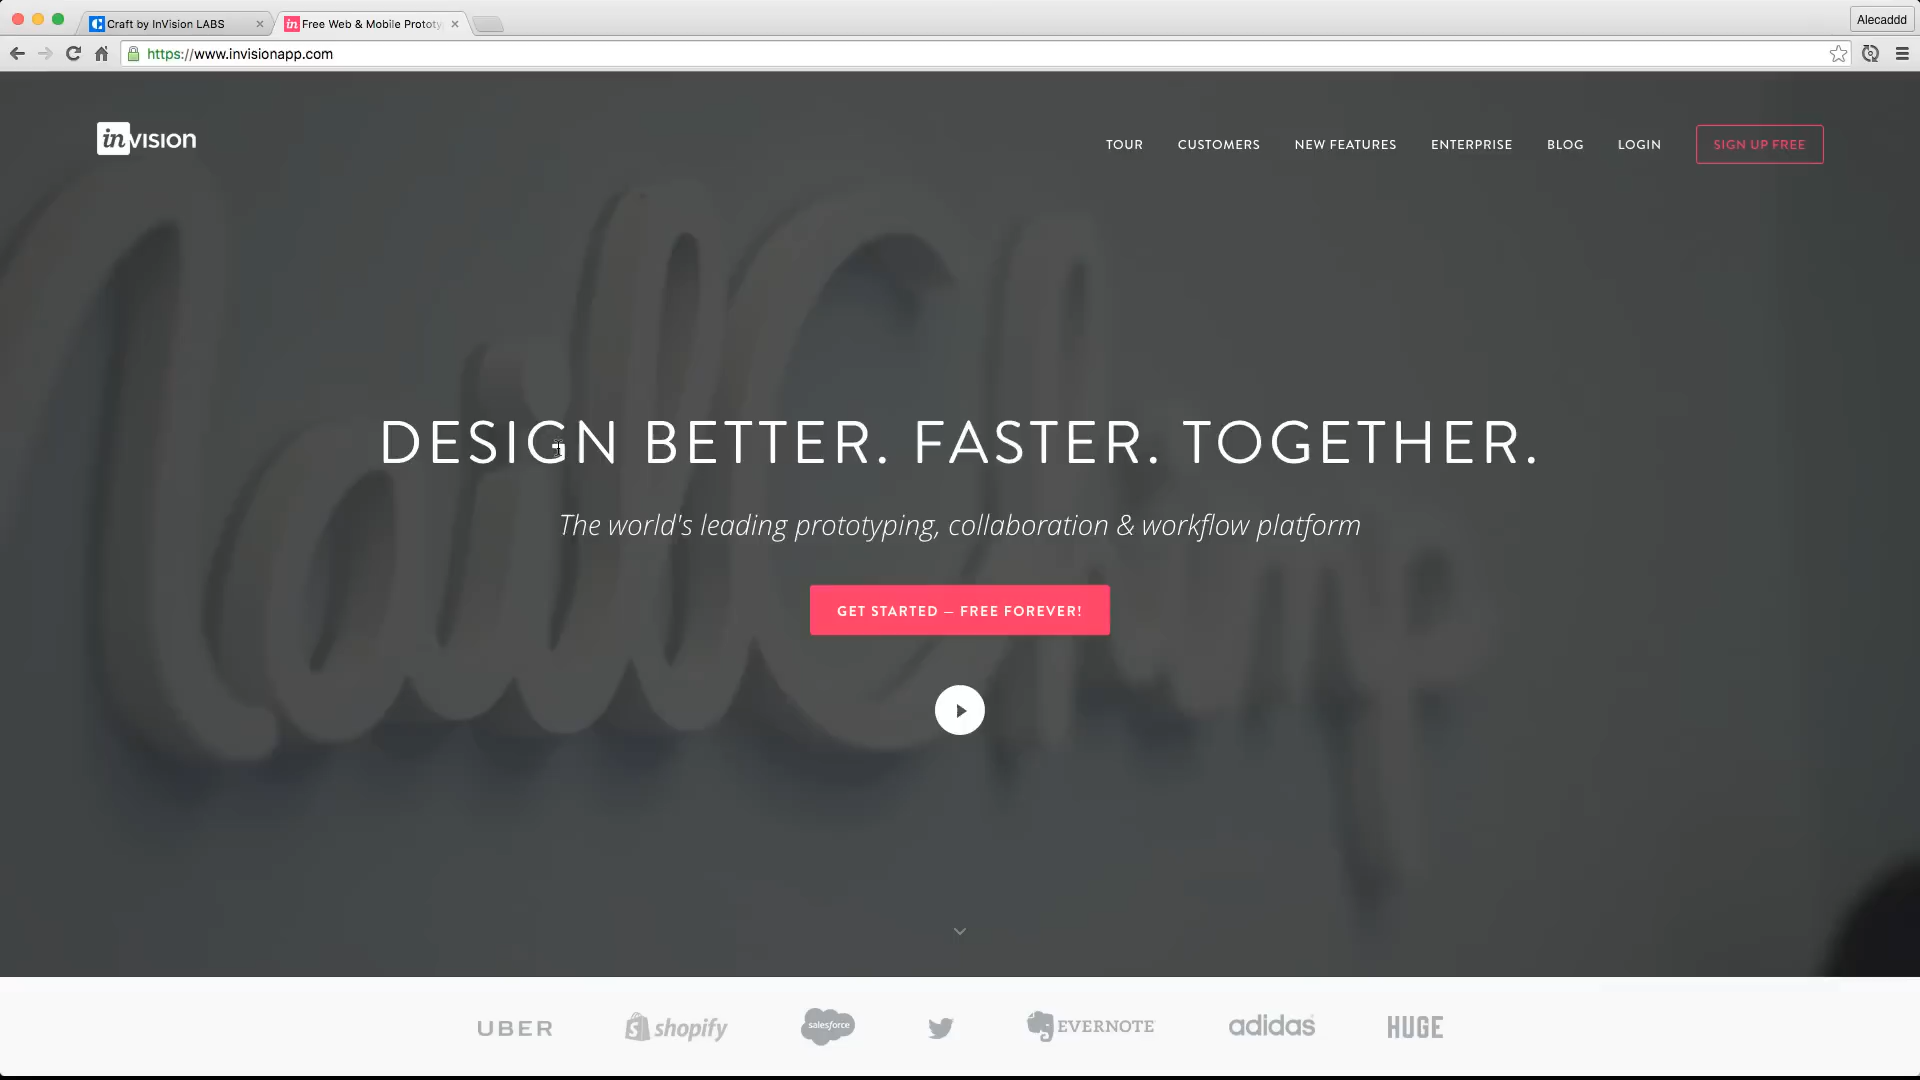 Craft by InVision LABS
Free Web & Mobile Prototy
Alecaddd
https://www.invisionapp.com
inVISION
TOUR
CUSTOMERS
NEW FEATURES
ENTERPRISE
BLOG
LOGIN
SIGN UP FREE
MailChimp
DESIGN BETTER. FASTER. TOGETHER.
The world's leading prototyping, collaboration & workflow platform
GET STARTED — FREE FOREVER!
UBER
shopify
salesforce
EVERNOTE
adidas
HUGE